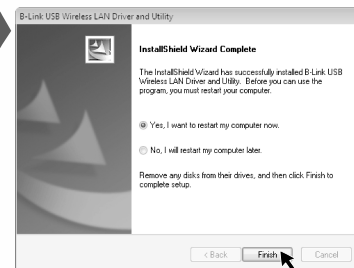 B-Link USB Wireless LAN Driver and Utility
InstallShield Wizard Complete
The InstallShield Wizard has successfully installed B-Link USB
Wireless LAN Driver and Utility. Before you can use the
program, you must restart your computer.
Yes, I want to restart my computer now.
No, I will restart my computer later.
Remove any disks from their drives, and then click Finish to
complete setup.
< Back
Finish
Cancel